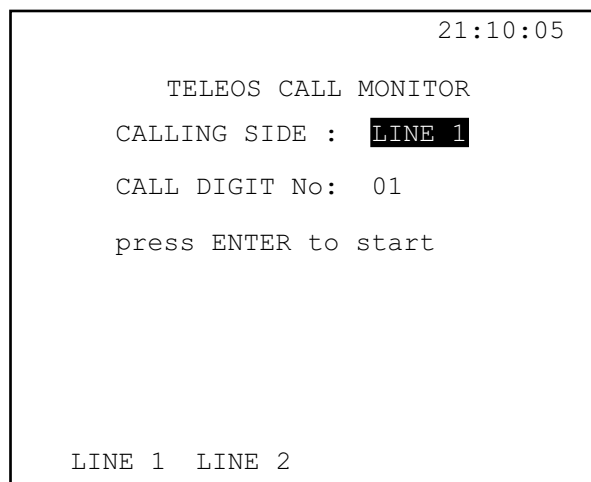 21:10:05
TELEOS CALL MONITOR
CALLING SIDE : LINE 1
CALL DIGIT No: 01
press ENTER to start
LINE 1 LINE 2